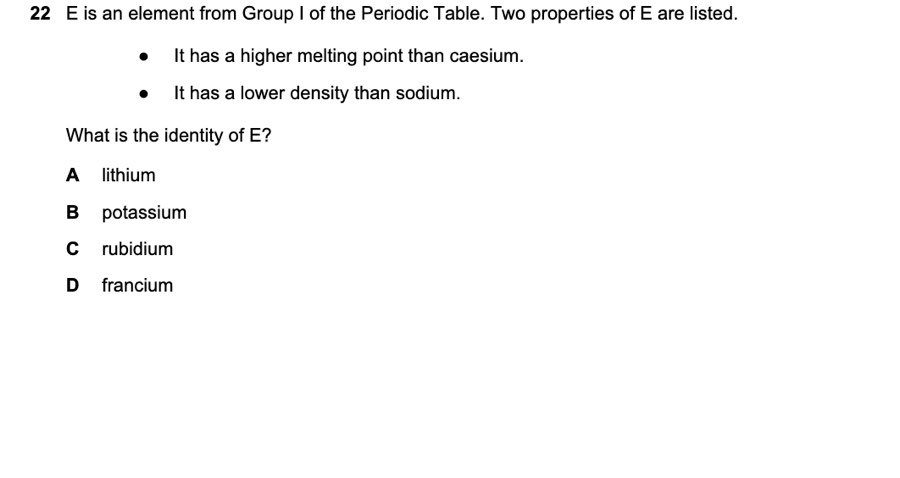 22 E is an element from Group I of the Periodic Table. Two properties of E are listed.
• It has a higher melting point than caesium.
• It has a lower density than sodium.
What is the identity of E?
A lithium
B potassium
C rubidium
D francium